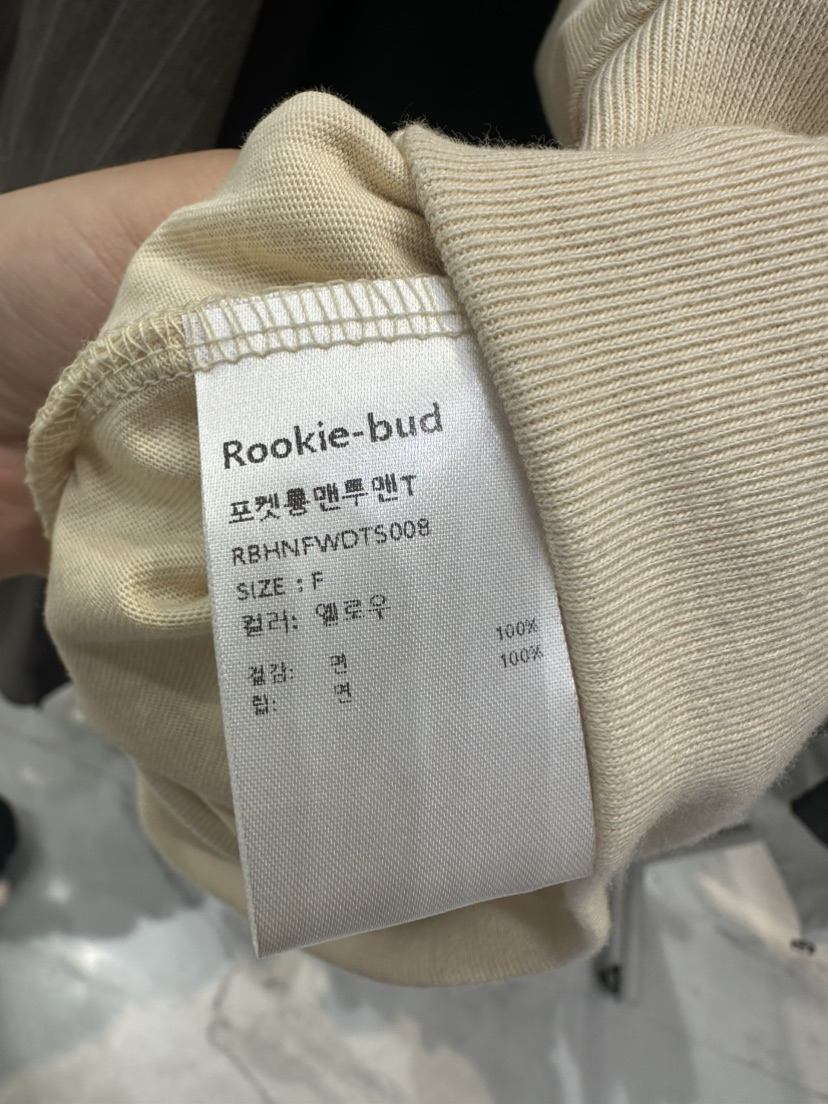 Rookie-bud
포켓롱맨투맨T
RBHNFWDTS008
SIZE : F
컬러: 옐로우
겉감: 면 100%
립: 면 100%